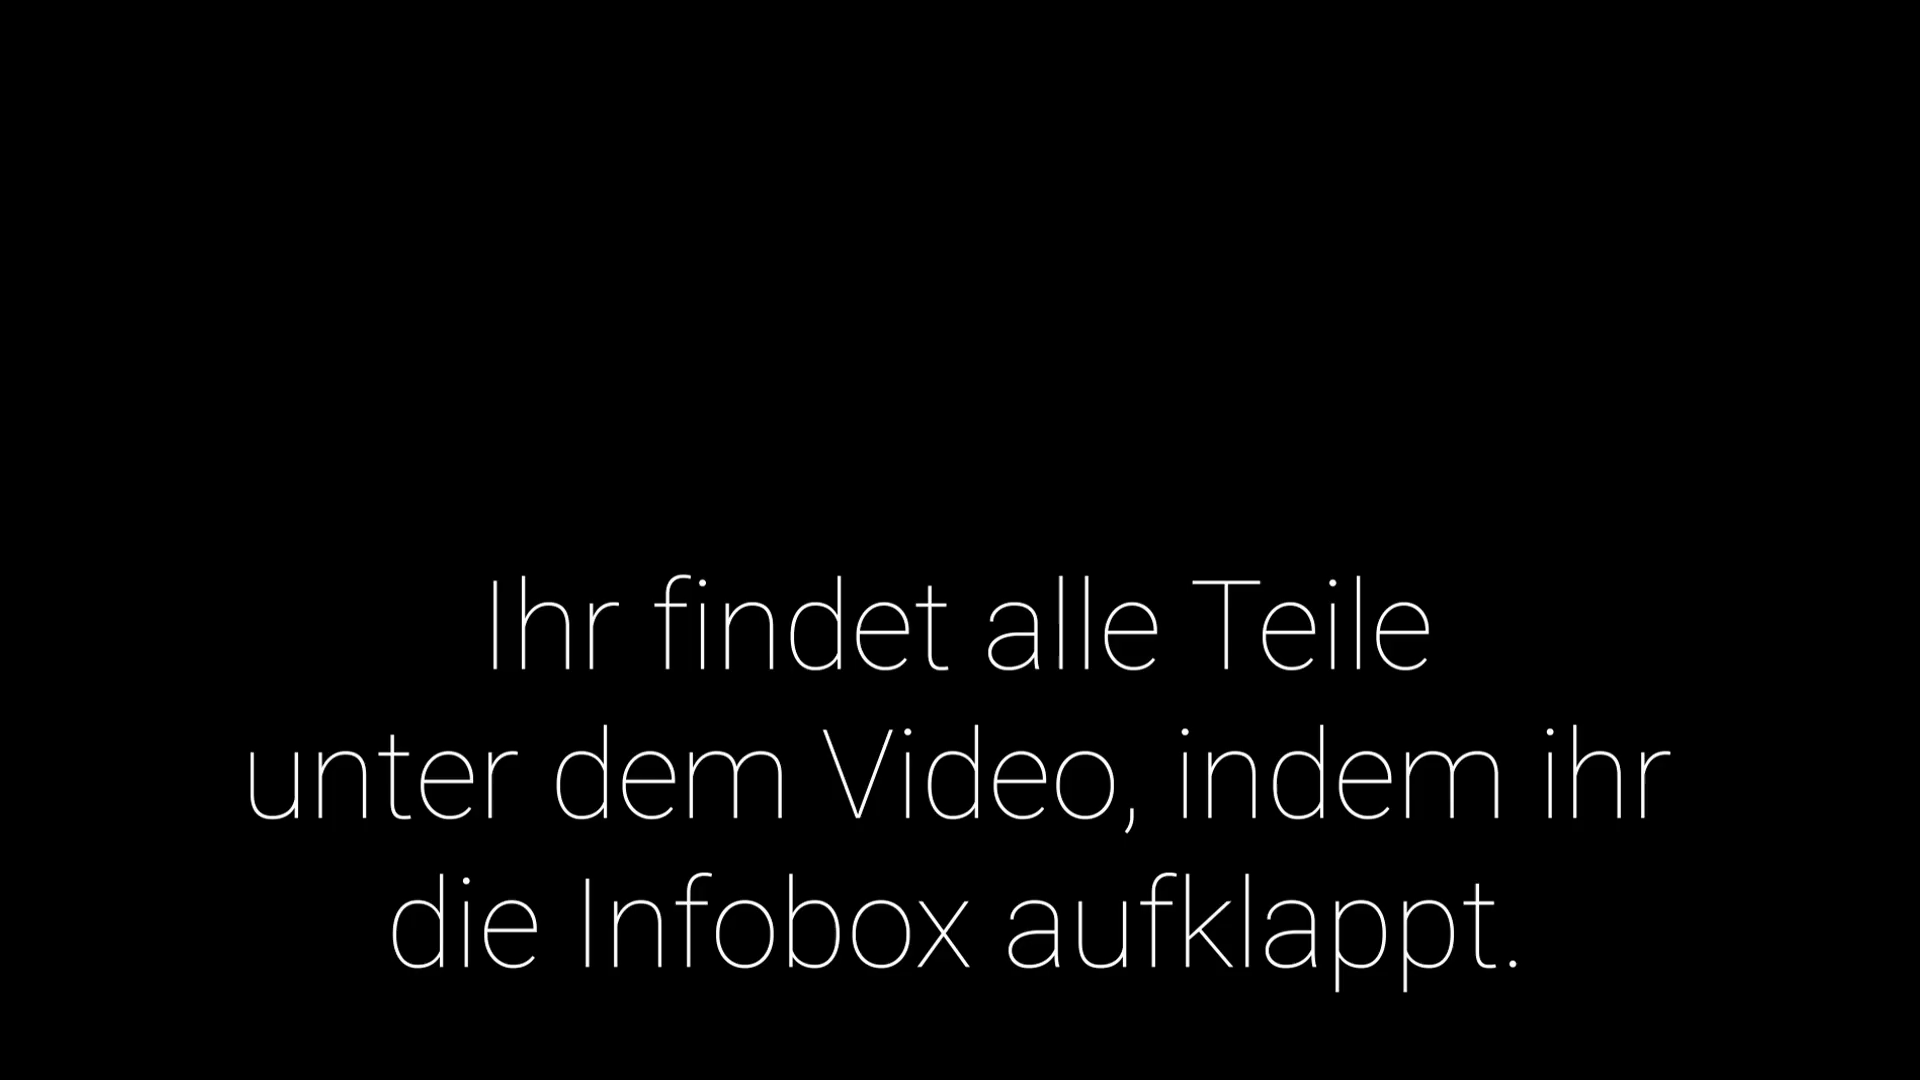 Ihr findet alle Teile
unter dem Video, indem ihr
die Infobox aufklappt.